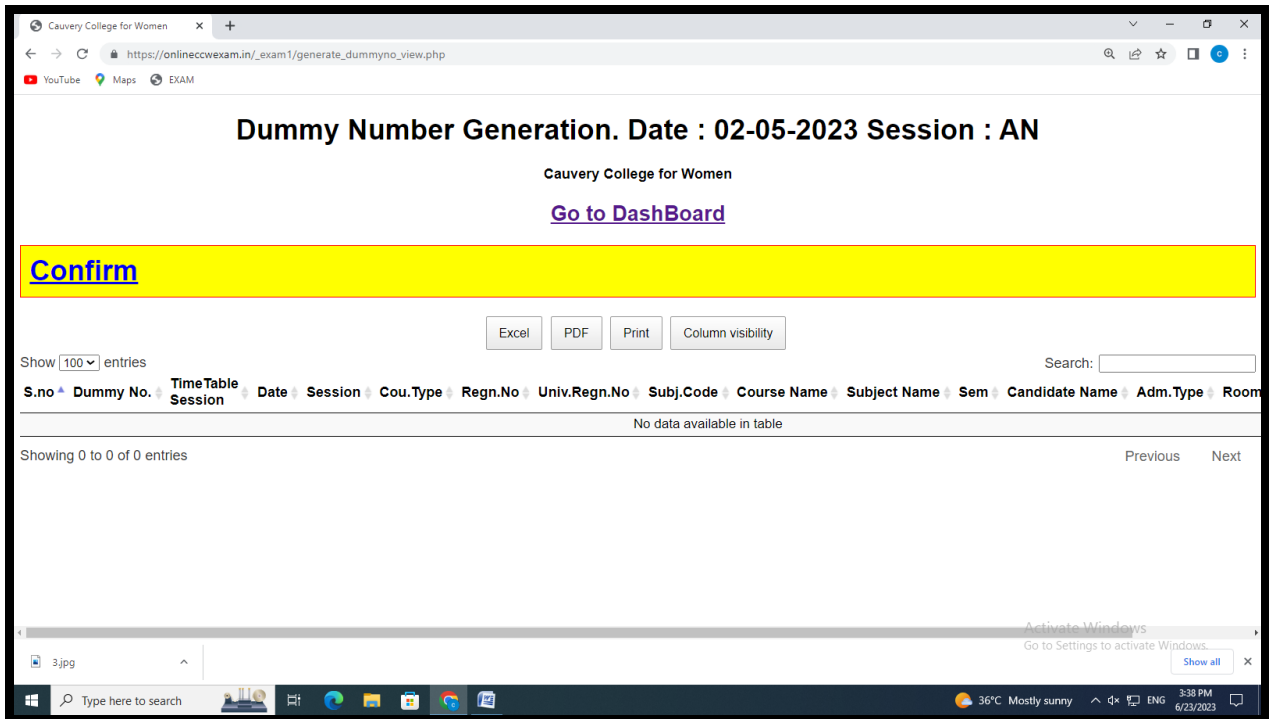 Cauvery College for Women
https://onlineccwexam.in/_exam1/generate_dummyno_view.php
C
YouTube Maps EXAM
Dummy Number Generation. Date : 02-05-2023 Session : AN
Cauvery College for Women
Go to DashBoard
Confirm
Excel PDF Print Column visibility
Show 100 entries Search:
S.no Dummy No. TimeTable Session Date Session Cou.Type Regn.No Univ.Regn.No Subj.Code Course Name Subject Name Sem Candidate Name Adm.Type Room
No data available in table
Showing 0 to 0 of 0 entries Previous Next
Activate Windows
Go to Settings to activate Windows.
3.jpg Show all
Type here to search 36°C Mostly sunny ENG 3:38 PM
6/23/2023